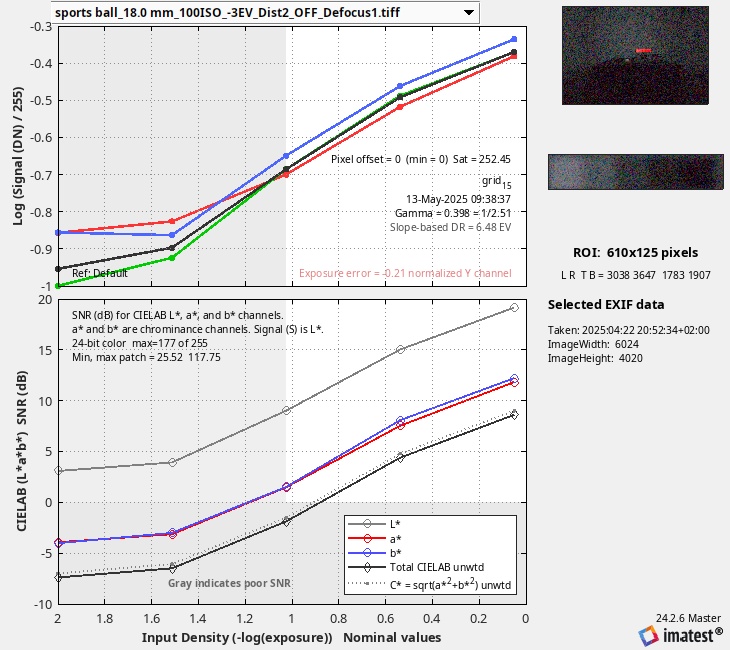 sports ball_18.0 mm_100ISO_-3EV_Dist2_OFF_Defocus1.tiff
Log (Signal (DN) / 255)
-0.3
-0.4
-0.5
-0.6
-0.7
-0.8
-0.9
-1
Pixel offset = 0 (min = 0) Sat = 252.45
grid15
13-May-2025 09:38:37
Gamma = 0.398 = 1/2.51
Slope-based DR = 6.48 EV
Ref: Default
Exposure error = -0.21 normalized Y channel
ROI: 610x125 pixels
L R T B = 3038 3647 1783 1907
Selected EXIF data
Taken: 2025:04:22 20:52:34+02:00
ImageWidth: 6024
ImageHeight: 4020
CIELAB (L*a*b*) SNR (dB)
20
15
10
5
0
-5
-10
SNR (dB) for CIELAB L*, a*, and b* channels.
a* and b* are chrominance channels. Signal (S) is L*.
24-bit color max=177 of 255
Min, max patch = 25.52 117.75
L*
a*
b*
Total CIELAB unwtd
C* = sqrt(a*2+b*2) unwtd
Gray indicates poor SNR
2 1.8 1.6 1.4 1.2 1 0.8 0.6 0.4 0.2 0
Input Density (-log(exposure)) Nominal values
24.2.6 Master
imatest®